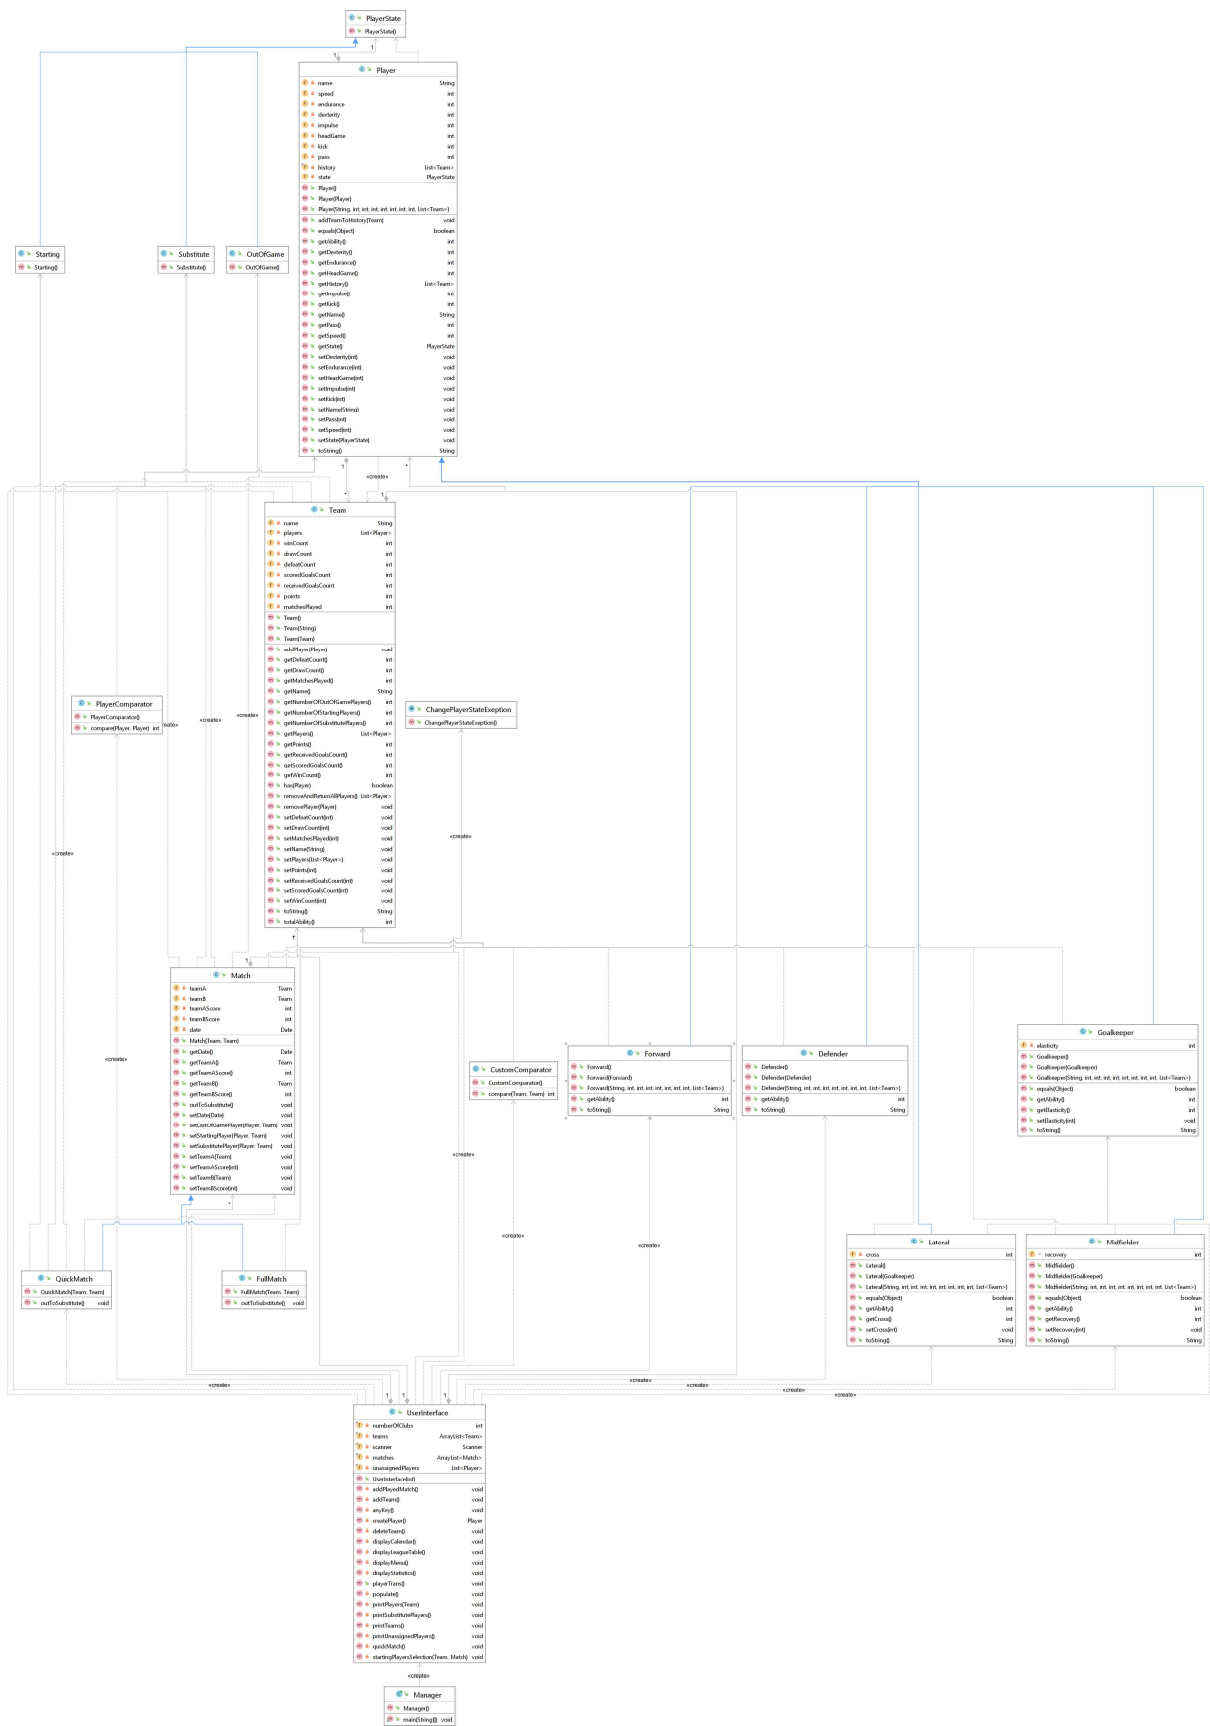 PlayerState
PlayerState()
1
1
Player
name String
speed int
endurance int
dexterity int
impulse int
headGame int
kick int
pass int
history List<Team>
state PlayerState
Player()
Player(Player)
Player(String, int, int, int, int, int, int, int, List<Team>)
addTeamToHistory(Team) void
equals(Object) boolean
getAbility() int
getDexterity() int
getEndurance() int
getHeadGame() int
getHistory() List<Team>
getImpulse() int
getKick() int
getName() String
getPass() int
getSpeed() int
getState() PlayerState
setDexterity(int) void
setEndurance(int) void
setHeadGame(int) void
setImpulse(int) void
setKick(int) void
setName(String) void
setPass(int) void
setSpeed(int) void
setState(PlayerState) void
toString() String
Starting
Starting()
Substitute
Substitute()
OutOfGame
OutOfGame()
1
*
«create»
*
1
Team
name String
players List<Player>
winCount int
drawCount int
defeatCount int
scoredGoalsCount int
receivedGoalsCount int
points int
matchesPlayed int
Team()
Team(String)
Team(Team)
addPlayer(Player) void
getDefeatCount() int
getDrawCount() int
getMatchesPlayed() int
getName() String
getNumberOfOutOfGamePlayers() int
getNumberOfStartingPlayers() int
getNumberOfSubstitutePlayers() int
getPlayers() List<Player>
getPoints() int
getReceivedGoalsCount() int
getScoredGoalsCount() int
getWinCount() int
has(Player) boolean
removeAndReturnAllPlayers() List<Player>
removePlayer(Player) void
setDefeatCount(int) void
setDrawCount(int) void
setMatchesPlayed(int) void
setName(String) void
setPlayers(List<Player>) void
setPoints(int) void
setReceivedGoalsCount(int) void
setScoredGoalsCount(int) void
setWinCount(int) void
toString() String
totalAbility() int
PlayerComparator
PlayerComparator()
compare(Player, Player) int
«create»
«create»
ChangePlayerStateExeption
ChangePlayerStateExeption()
«create»
«create»
1
1
Match
teamA Team
teamB Team
teamAScore int
teamBScore int
date Date
Match(Team, Team)
getDate() Date
getTeamA() Team
getTeamAScore() int
getTeamB() Team
getTeamBScore() int
outToSubstitute() void
setDate(Date) void
setOutOfGamePlayer(Player, Team) void
setStartingPlayer(Player, Team) void
setSubstitutePlayer(Player, Team) void
setTeamA(Team) void
setTeamAScore(int) void
setTeamB(Team) void
setTeamBScore(int) void
«create»
CustomComparator
CustomComparator()
compare(Team, Team) int
Forward
Forward()
Forward(Forward)
Forward(String, int, int, int, int, int, int, int, List<Team>)
getAbility() int
toString() String
Defender
Defender()
Defender(Defender)
Defender(String, int, int, int, int, int, int, int, List<Team>)
getAbility() int
toString() String
Goalkeeper
elasticity int
Goalkeeper()
Goalkeeper(Goalkeeper)
Goalkeeper(String, int, int, int, int, int, int, int, int, List<Team>)
equals(Object) boolean
getAbility() int
getElasticity() int
setElasticity(int) void
toString() String
«create»
*
«create»
«create»
QuickMatch
QuickMatch(Team, Team)
outToSubstitute() void
FullMatch
FullMatch(Team, Team)
outToSubstitute() void
Lateral
cross int
Lateral()
Lateral(Goalkeeper)
Lateral(String, int, int, int, int, int, int, int, int, List<Team>)
equals(Object) boolean
getAbility() int
getCross() int
setCross(int) void
toString() String
Midfielder
recovery int
Midfielder()
Midfielder(Goalkeeper)
Midfielder(String, int, int, int, int, int, int, int, int, List<Team>)
equals(Object) boolean
getAbility() int
getRecovery() int
setRecovery(int) void
toString() String
«create»
«create»
«create»
«create»
1
1
1
UserInterface
numberOfClubs int
teams ArrayList<Team>
scanner Scanner
matches ArrayList<Match>
unassignedPlayers List<Player>
UserInterface(int)
addPlayedMatch() void
addTeam() void
anyKey() void
createPlayer() Player
deleteTeam() void
displayCalendar() void
displayLeagueTable() void
displayMenu() void
displayStatistics() void
playerTrans() void
populate() void
printPlayers(Team) void
printSubstitutePlayers() void
printTeams() void
printUnassignedPlayers() void
quickMatch() void
startingPlayersSelection(Team, Match) void
«create»
Manager
Manager()
main(String[]) void